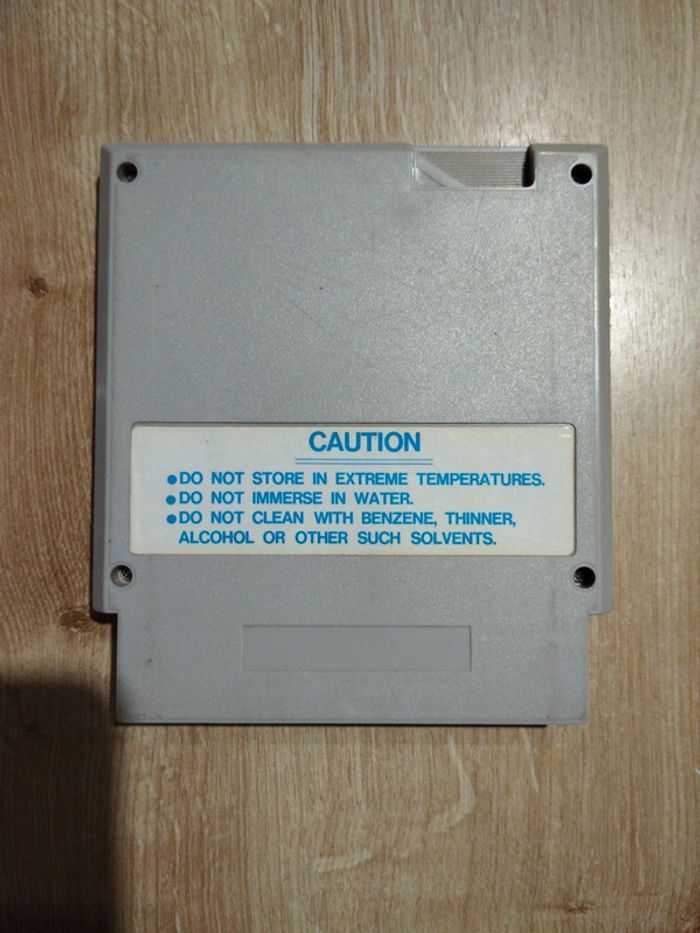 CAUTION
●DO NOT STORE IN EXTREME TEMPERATURES.
●DO NOT IMMERSE IN WATER.
●DO NOT CLEAN WITH BENZENE, THINNER,
ALCOHOL OR OTHER SUCH SOLVENTS.